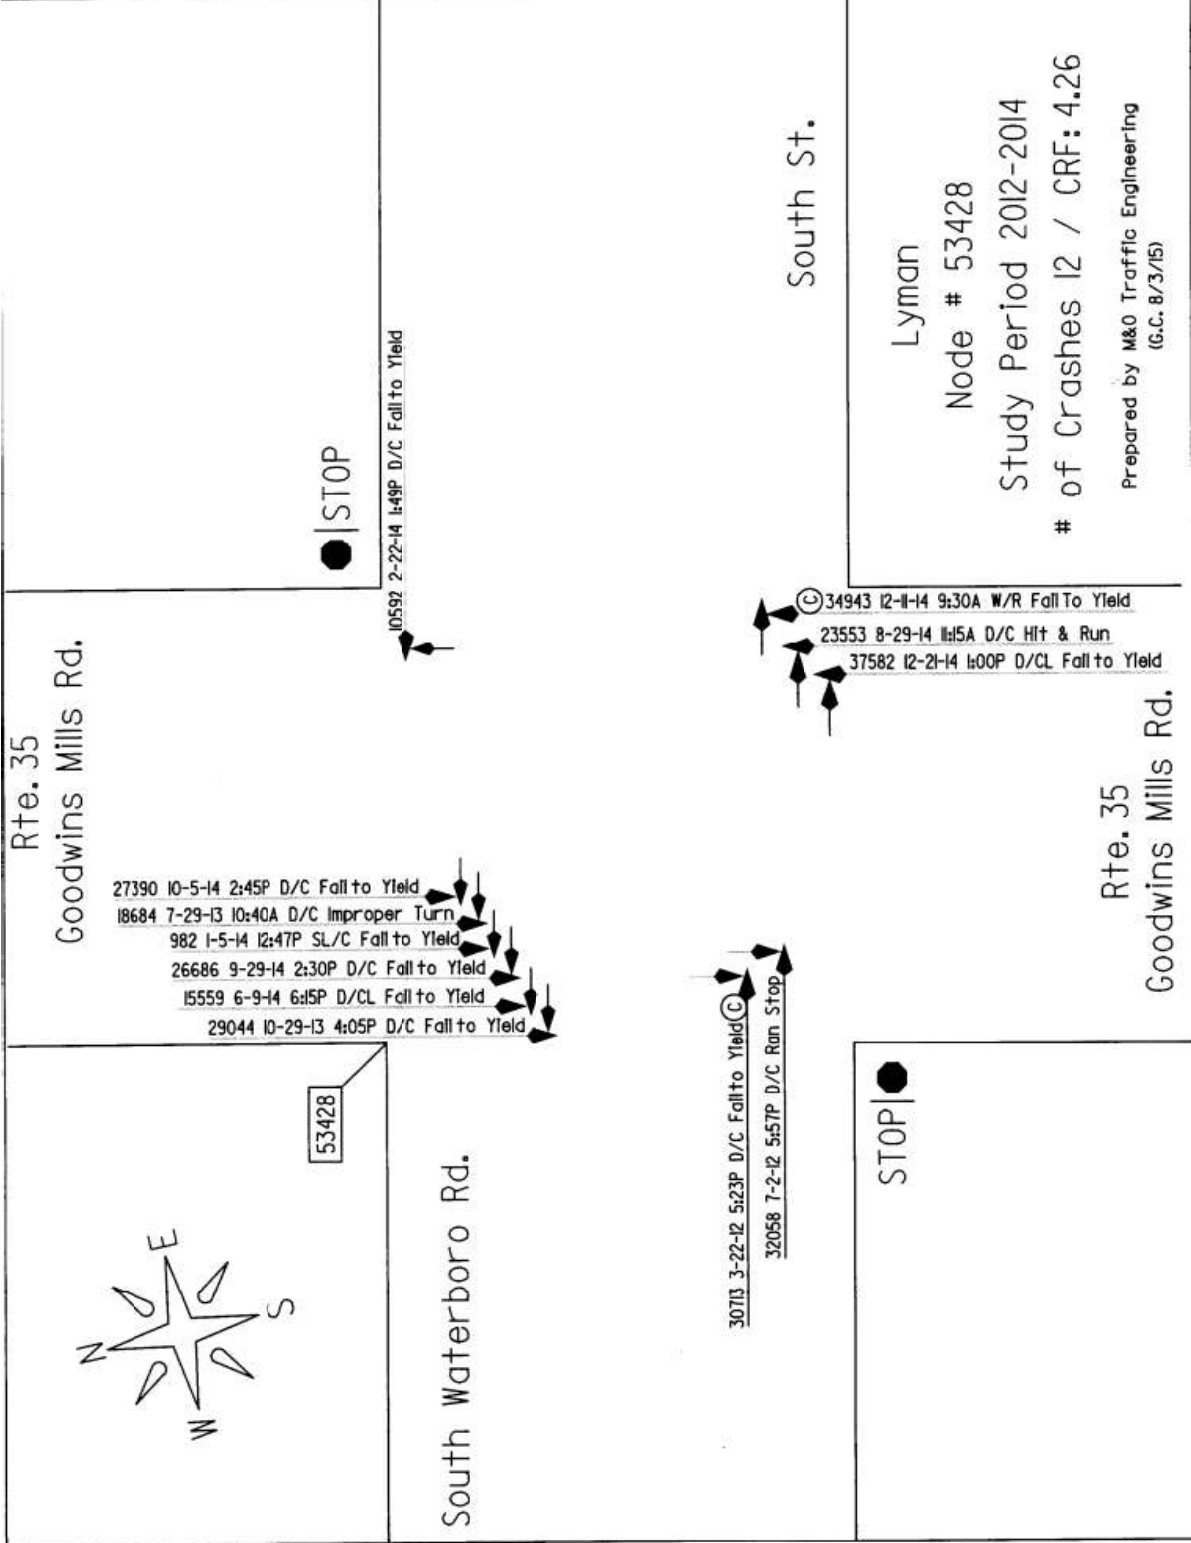 Rte. 35
Goodwins Mills Rd.
STOP
10592 2-22-14 1:49P D/C Fail to Yield
South St.
Lyman
Node # 53428
Study Period 2012-2014
# of Crashes 12 / CRF: 4.26
Prepared by M&O Traffic Engineering
(G.C. 8/3/15)
27390 10-5-14 2:45P D/C Fail to Yield
18684 7-29-13 10:40A D/C Improper Turn
982 1-5-14 12:47P SL/C Fail to Yield
26686 9-29-14 2:30P D/C Fail to Yield
15559 6-9-14 6:15P D/CL Fail to Yield
29044 10-29-13 4:05P D/C Fail to Yield
C 34943 12-11-14 9:30A W/R Fail To Yield
23553 8-29-14 11:15A D/C Hit & Run
37582 12-21-14 1:00P D/CL Fail to Yield
Rte. 35
Goodwins Mills Rd.
53428
N
E
S
W
South Waterboro Rd.
30713 3-22-12 5:23P D/C Fail to Yield C
32058 7-2-12 5:57P D/C Ran Stop
STOP